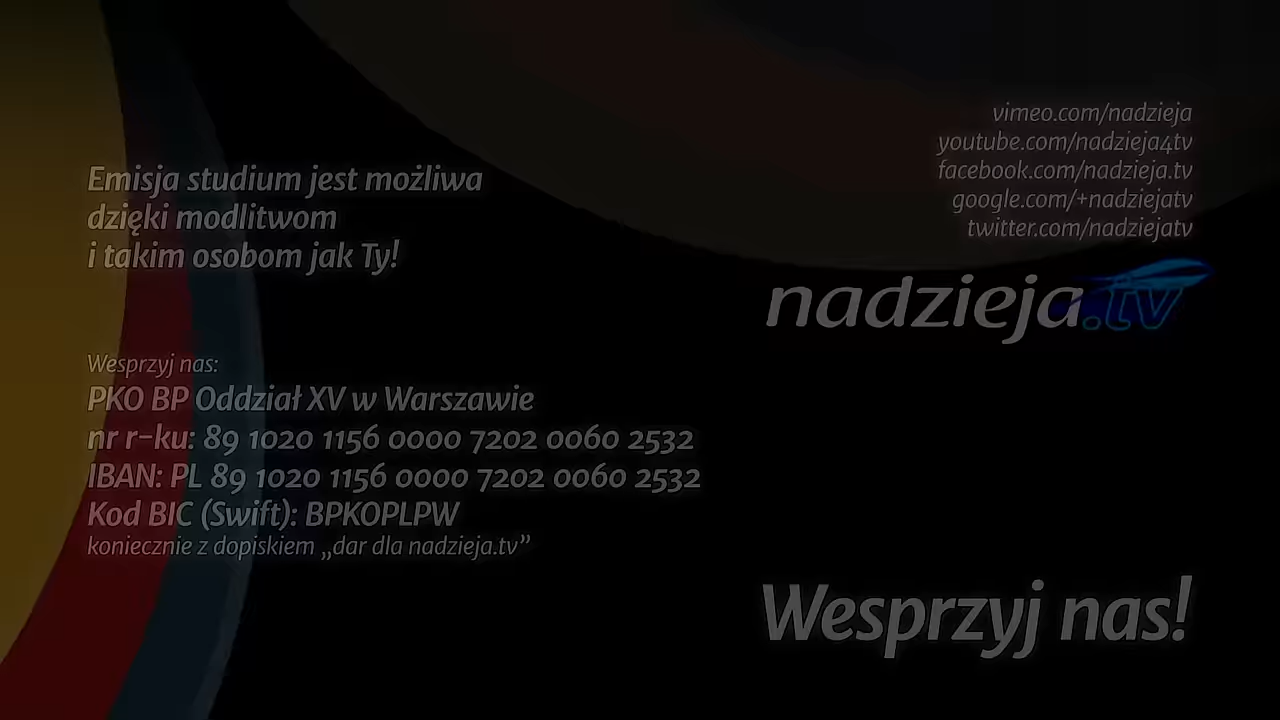 Emisja studium jest możliwa
dzięki modlitwom
i takim osobom jak Ty!
Wesprzyj nas:
PKO BP Oddział XV w Warszawie
nr r-ku: 89 1020 1156 0000 7202 0060 2532
IBAN: PL 89 1020 1156 0000 7202 0060 2532
Kod BIC (Swift): BPKOPLPW
koniecznie z dopiskiem „dar dla nadzieja.tv”
vimeo.com/nadzieja
youtube.com/nadzieja4tv
facebook.com/nadzieja.tv
google.com/+nadziejatv
twitter.com/nadziejatv
nadzieja.tv
Wesprzyj nas!